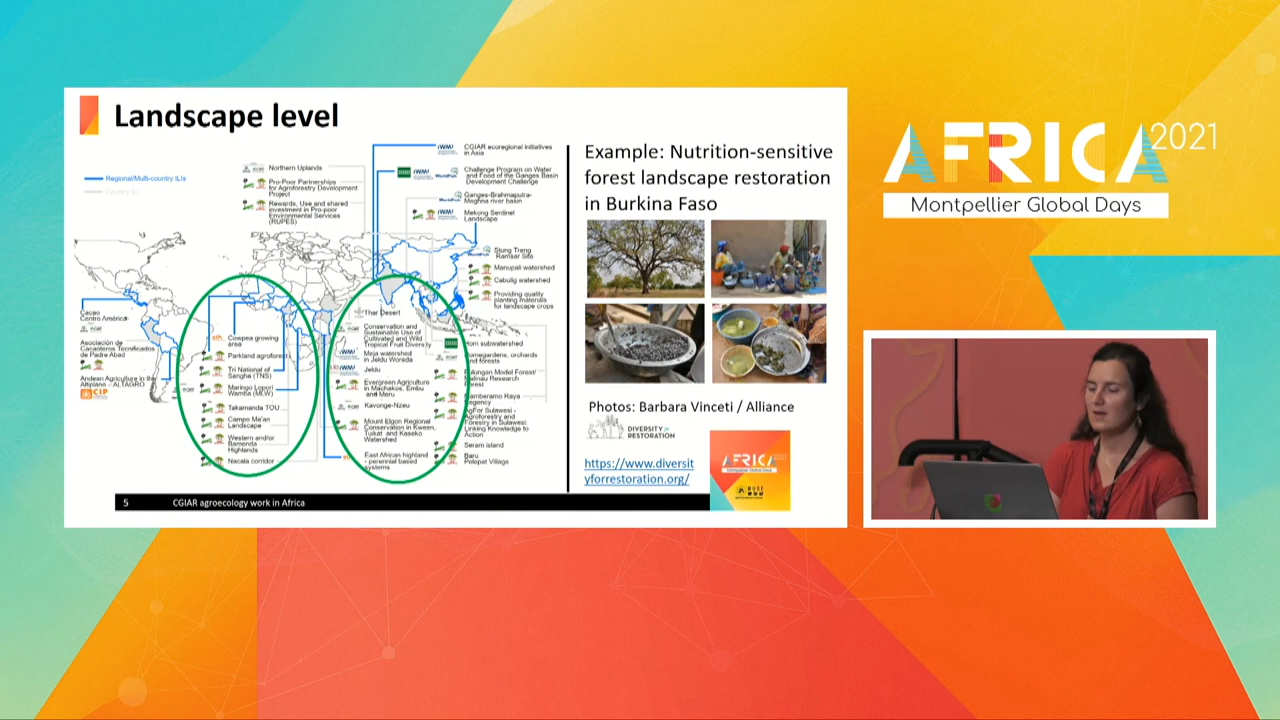 Landscape level
Regional/Multi-country ILIs
Northern Uplands
Pro-Poor Partnerships
for Agroforestry Development
Project
Rewards, Use and shared
investment in Pro-poor
Environmental Services
(RUPES)
CGIAR ecoregional initiatives
in Asia
Challenge Program on Water
and Food of the Ganges Basin
Development Challenge
Ganges-Brahmaputra-
Meghna river basin
Mekong Sentinel
Landscape
Stung Treng
Ramsar Site
Manupali watershed
Cabulig watershed
Providing quality
planting materials
for landscape crops
Cacao
Centro América
Asociación de
Cacaoteros Tecnificados
de Padre Abad
Andean Agriculture in the
Altiplano - ALTAGRO
CIP
Cowpea growing
area
Parkland agroforest
Tri National of
Sangha (TNS)
Maringo Lopori
Wamba (MLW)
Takamanda TOU
Campo Ma'an
Landscape
Western and/or
Bamenda
Highlands
Nacala corridor
Thar Desert
Conservation and
Sustainable Use of
Cultivated and Wild
Tropical Fruit Diversity
Meja watershed
in Jeldu Woreda
Jeldu
Evergreen Agriculture
in Machakos, Embu
and Meru
Kavonge-Nzeu
Mount Elgon Regional
Conservation in Kween,
Tuikat and Kaseko
Watershed
East African highland
- perennial based
systems
subwatershed
omegardens, orchards
and forests
Model Forest/
Research
Forest
amberamo Raya
egency
AgFor Sulawesi -
Agroforestry and
Forestry in Sulawesi:
Linking Knowledge to
Action
Seram island
Baru
Pelepat Village
Example: Nutrition-sensitive
forest landscape restoration
in Burkina Faso
Photos: Barbara Vinceti / Alliance
DIVERSITY
for
RESTORATION
https://www.diversit
yforrestoration.org/
AFRICA 2021
Montpellier Global Days
MUSE
5 CGIAR agroecology work in Africa
AFRICA 2021
Montpellier Global Days